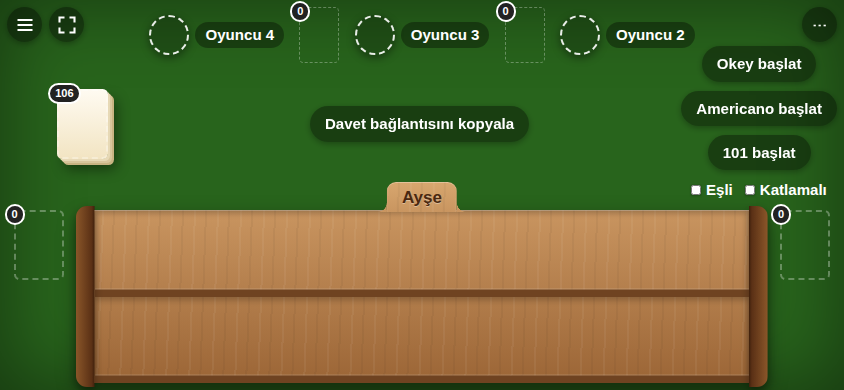 0
0
Oyuncu 4
Oyuncu 3
Oyuncu 2
...
Okey başlat
106
Americano başlat
Davet bağlantısını kopyala
101 başlat
Eşli
Katlamalı
Ayşe
0
0